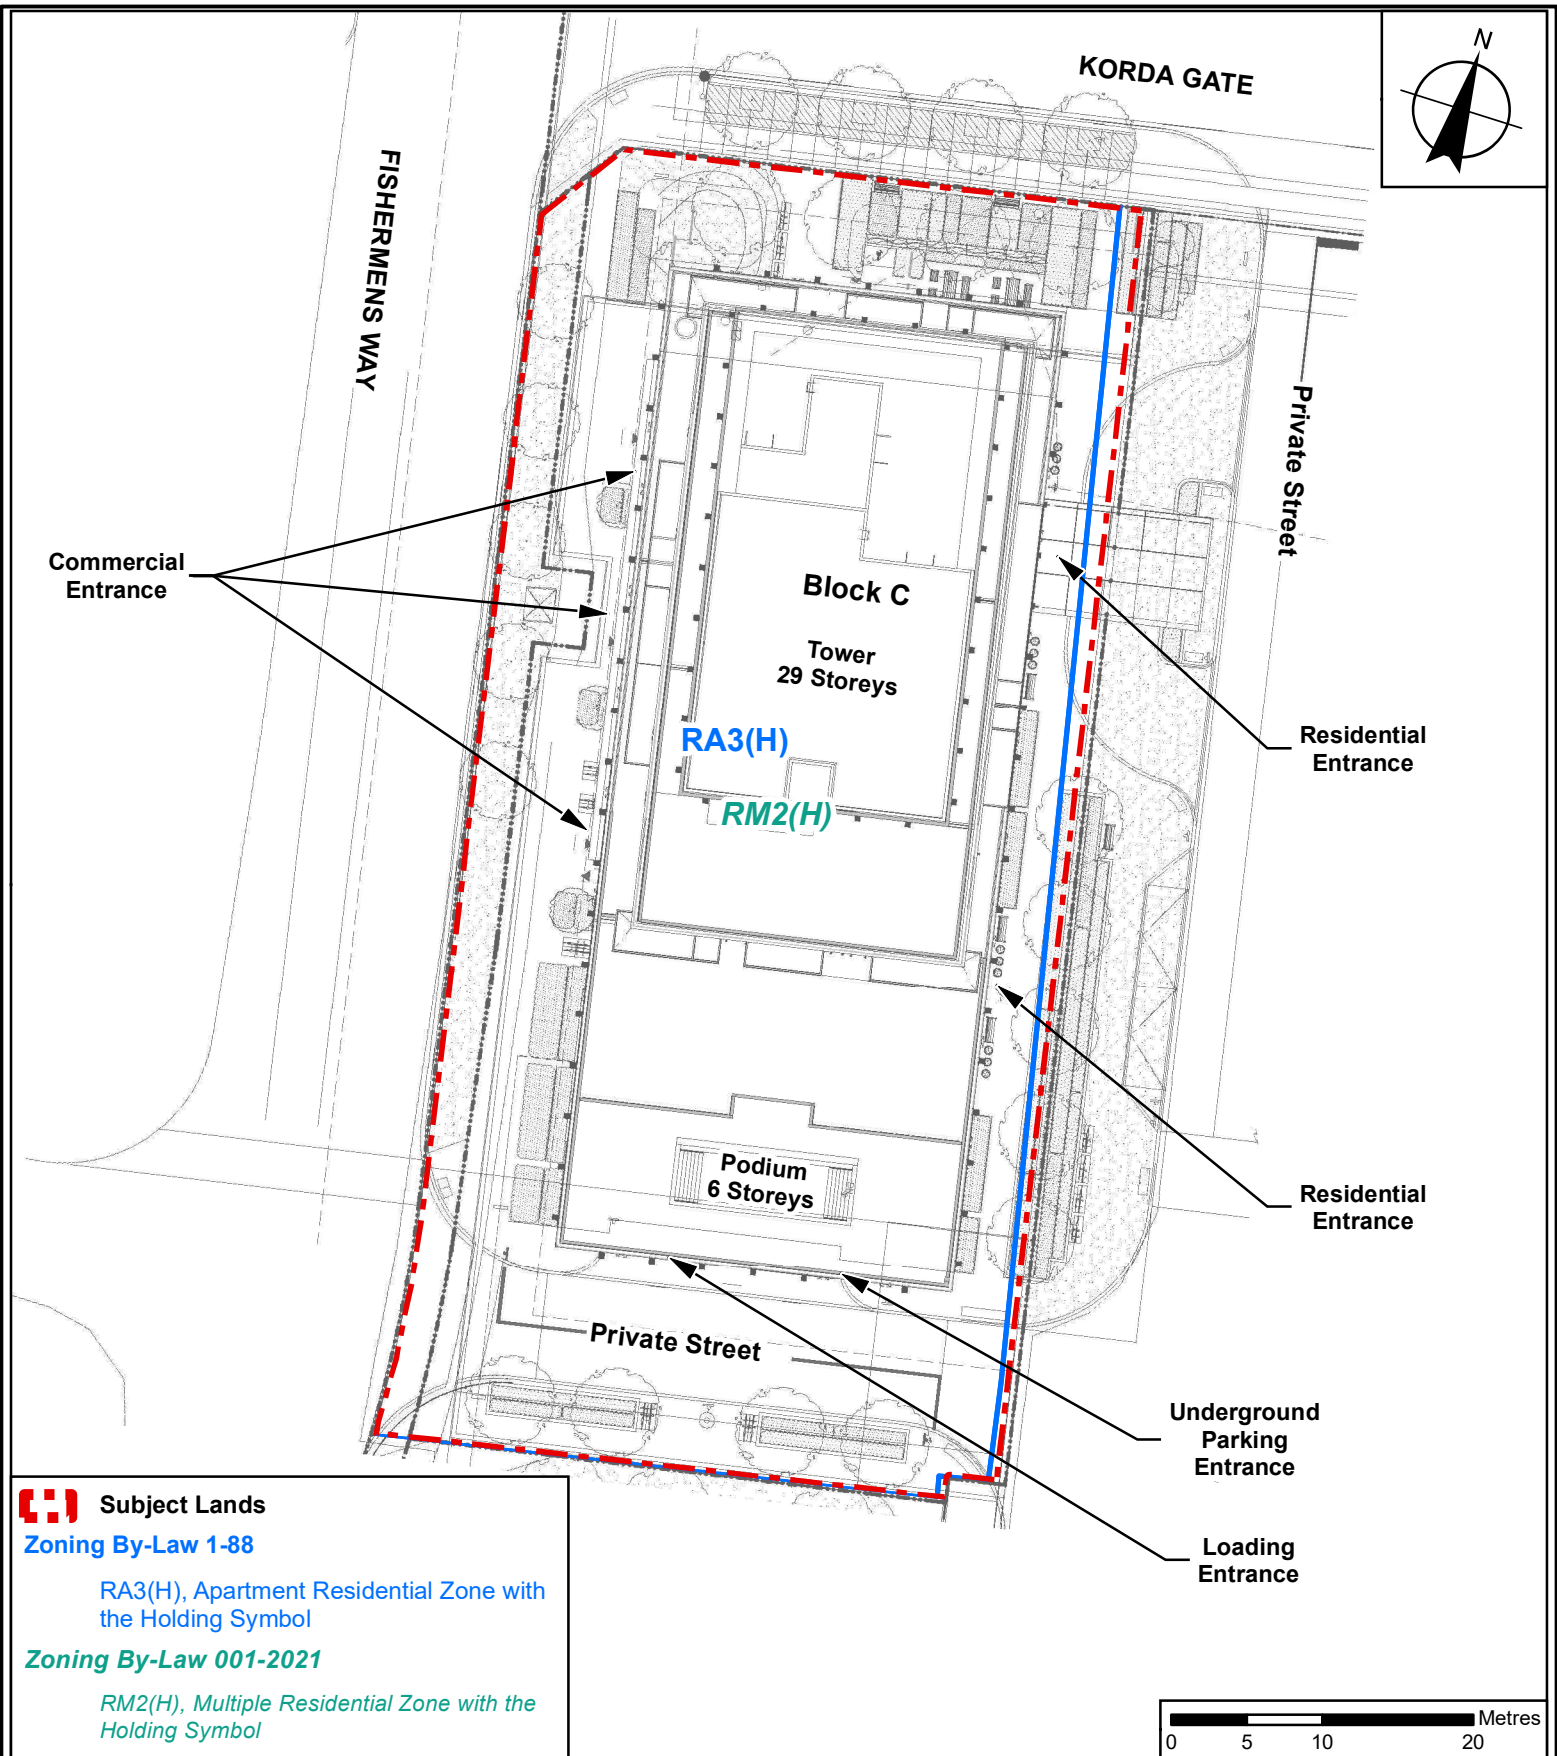 N
KORDA GATE
FISHERMENS WAY
Private Street
Commercial
Entrance
Block C
Tower
29 Storeys
RA3(H)
RM2(H)
Residential
Entrance
Podium
6 Storeys
Residential
Entrance
Private Street
Underground
Parking
Entrance
Loading
Entrance
Subject Lands
Zoning By-Law 1-88
RA3(H), Apartment Residential Zone with
the Holding Symbol
Zoning By-Law 001-2021
RM2(H), Multiple Residential Zone with the
Holding Symbol
Metres
0 5 10 20